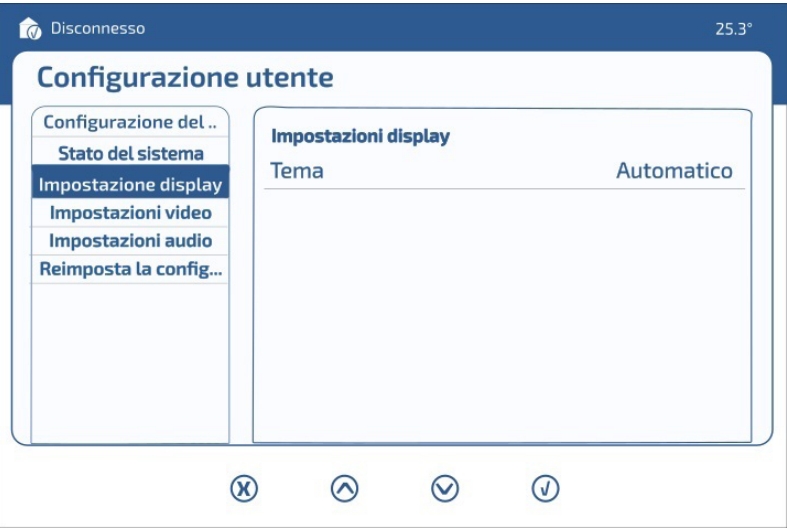 Disconnesso 25.3°
Configurazione utente
Configurazione del ..
Stato del sistema
Impostazione display
Impostazioni video
Impostazioni audio
Reimposta la config...
Impostazioni display
Tema Automatico